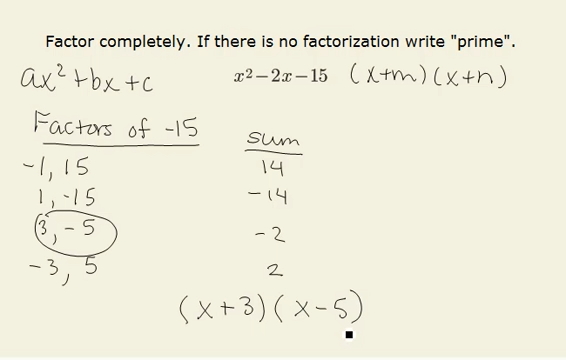 Factor completely. If there is no factorization write "prime".
ax²+bx+c x2−2x−15 (x+m)(x+n)
Factors of -15 sum
-1, 15 14
1, -15 -14
3, -5 -2
-3, 5 2
(x+3)(x-5)